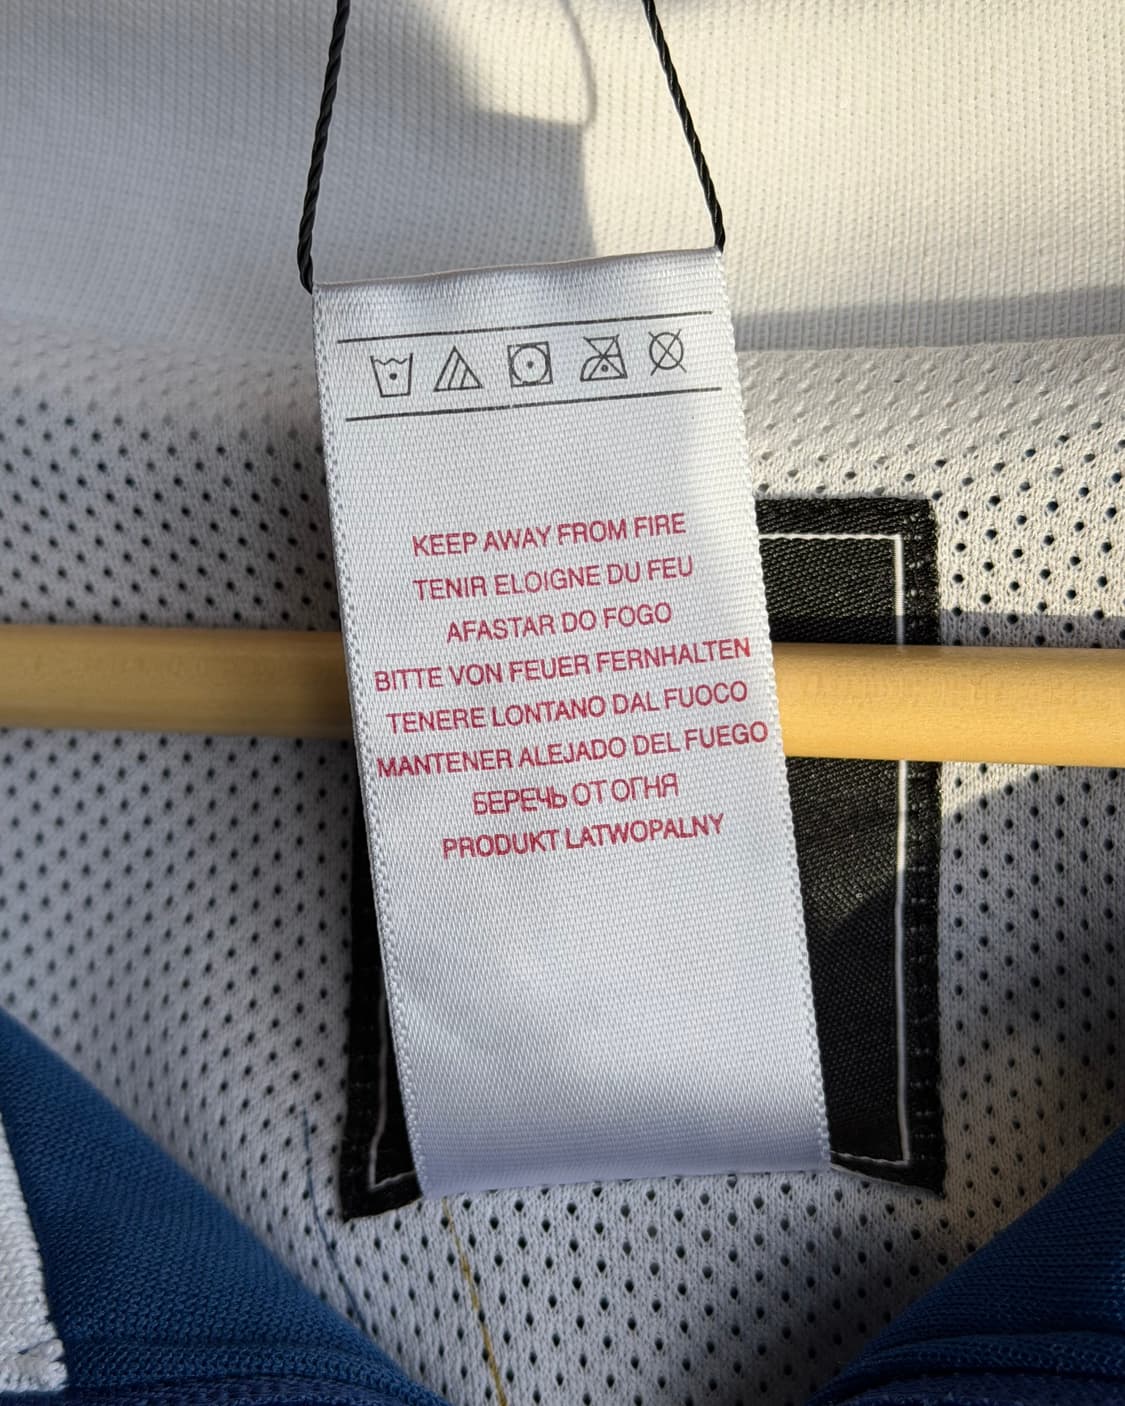 KEEP AWAY FROM FIRE
TENIR ELOIGNE DU FEU
AFASTAR DO FOGO
BITTE VON FEUER FERNHALTEN
TENERE LONTANO DAL FUOCO
MANTENER ALEJADO DEL FUEGO
БЕРЕЧЬ ОТ ОГНЯ
PRODUKT LATWOPALNY